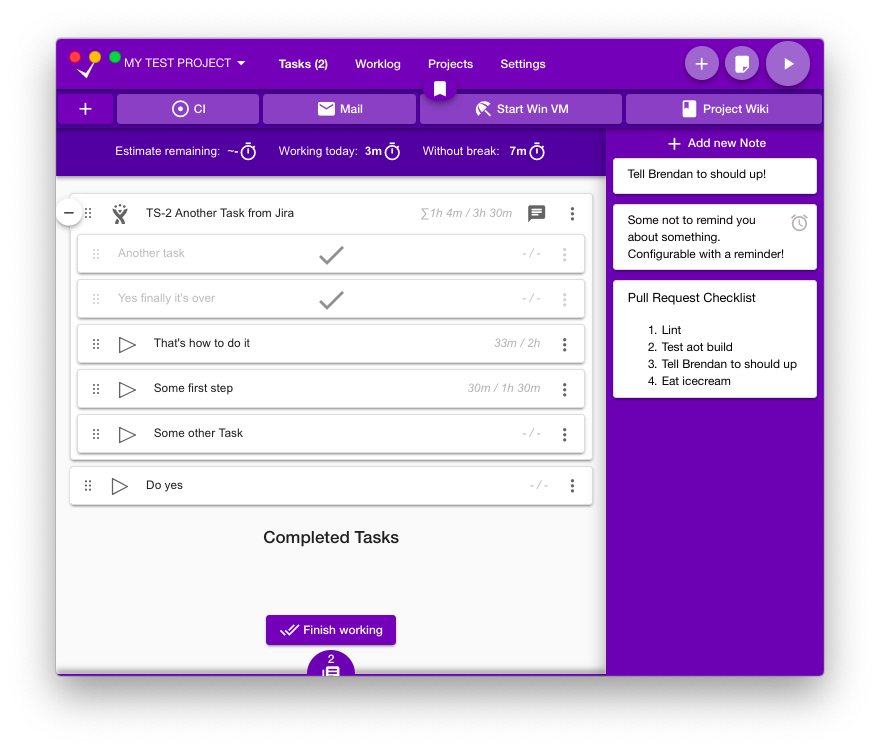 MY TEST PROJECT
Tasks (2)
Worklog
Projects
Settings
CI
Mail
Start Win VM
Project Wiki
Estimate remaining: ~-
Working today: 3m
Without break: 7m
TS-2 Another Task from Jira
∑1h 4m / 3h 30m
Another task
- / -
Yes finally it's over
- / -
That's how to do it
33m / 2h
Some first step
30m / 1h 30m
Some other Task
- / -
Do yes
- / -
Completed Tasks
Finish working
2
Add new Note
Tell Brendan to should up!
Some not to remind you
about something.
Configurable with a reminder!
Pull Request Checklist
1. Lint
2. Test aot build
3. Tell Brendan to should up
4. Eat icecream